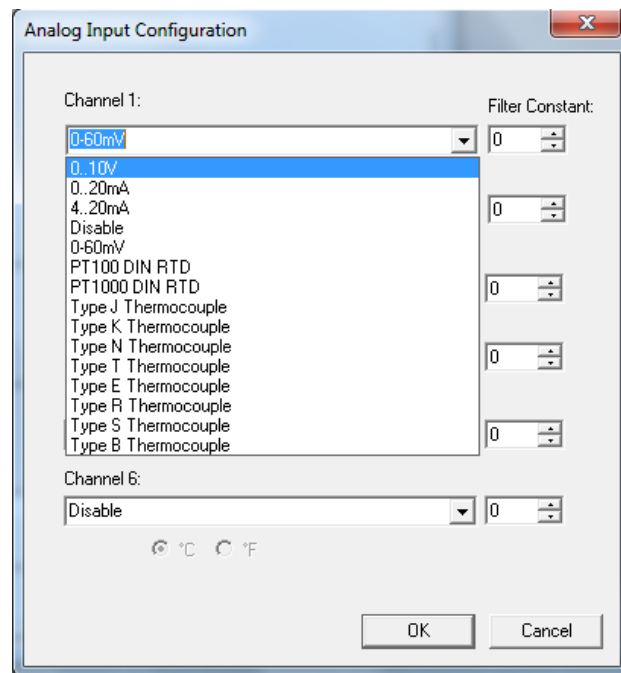 Analog Input Configuration
Channel 1:
Filter Constant:
0-60mV
0
0..10V
0..20mA
4..20mA
0
Disable
0-60mV
PT100 DIN RTD
PT1000 DIN RTD
0
Type J Thermocouple
Type K Thermocouple
Type N Thermocouple
0
Type T Thermocouple
Type E Thermocouple
Type R Thermocouple
Type S Thermocouple
0
Type B Thermocouple
Channel 6:
Disable
0
°C °F
OK Cancel